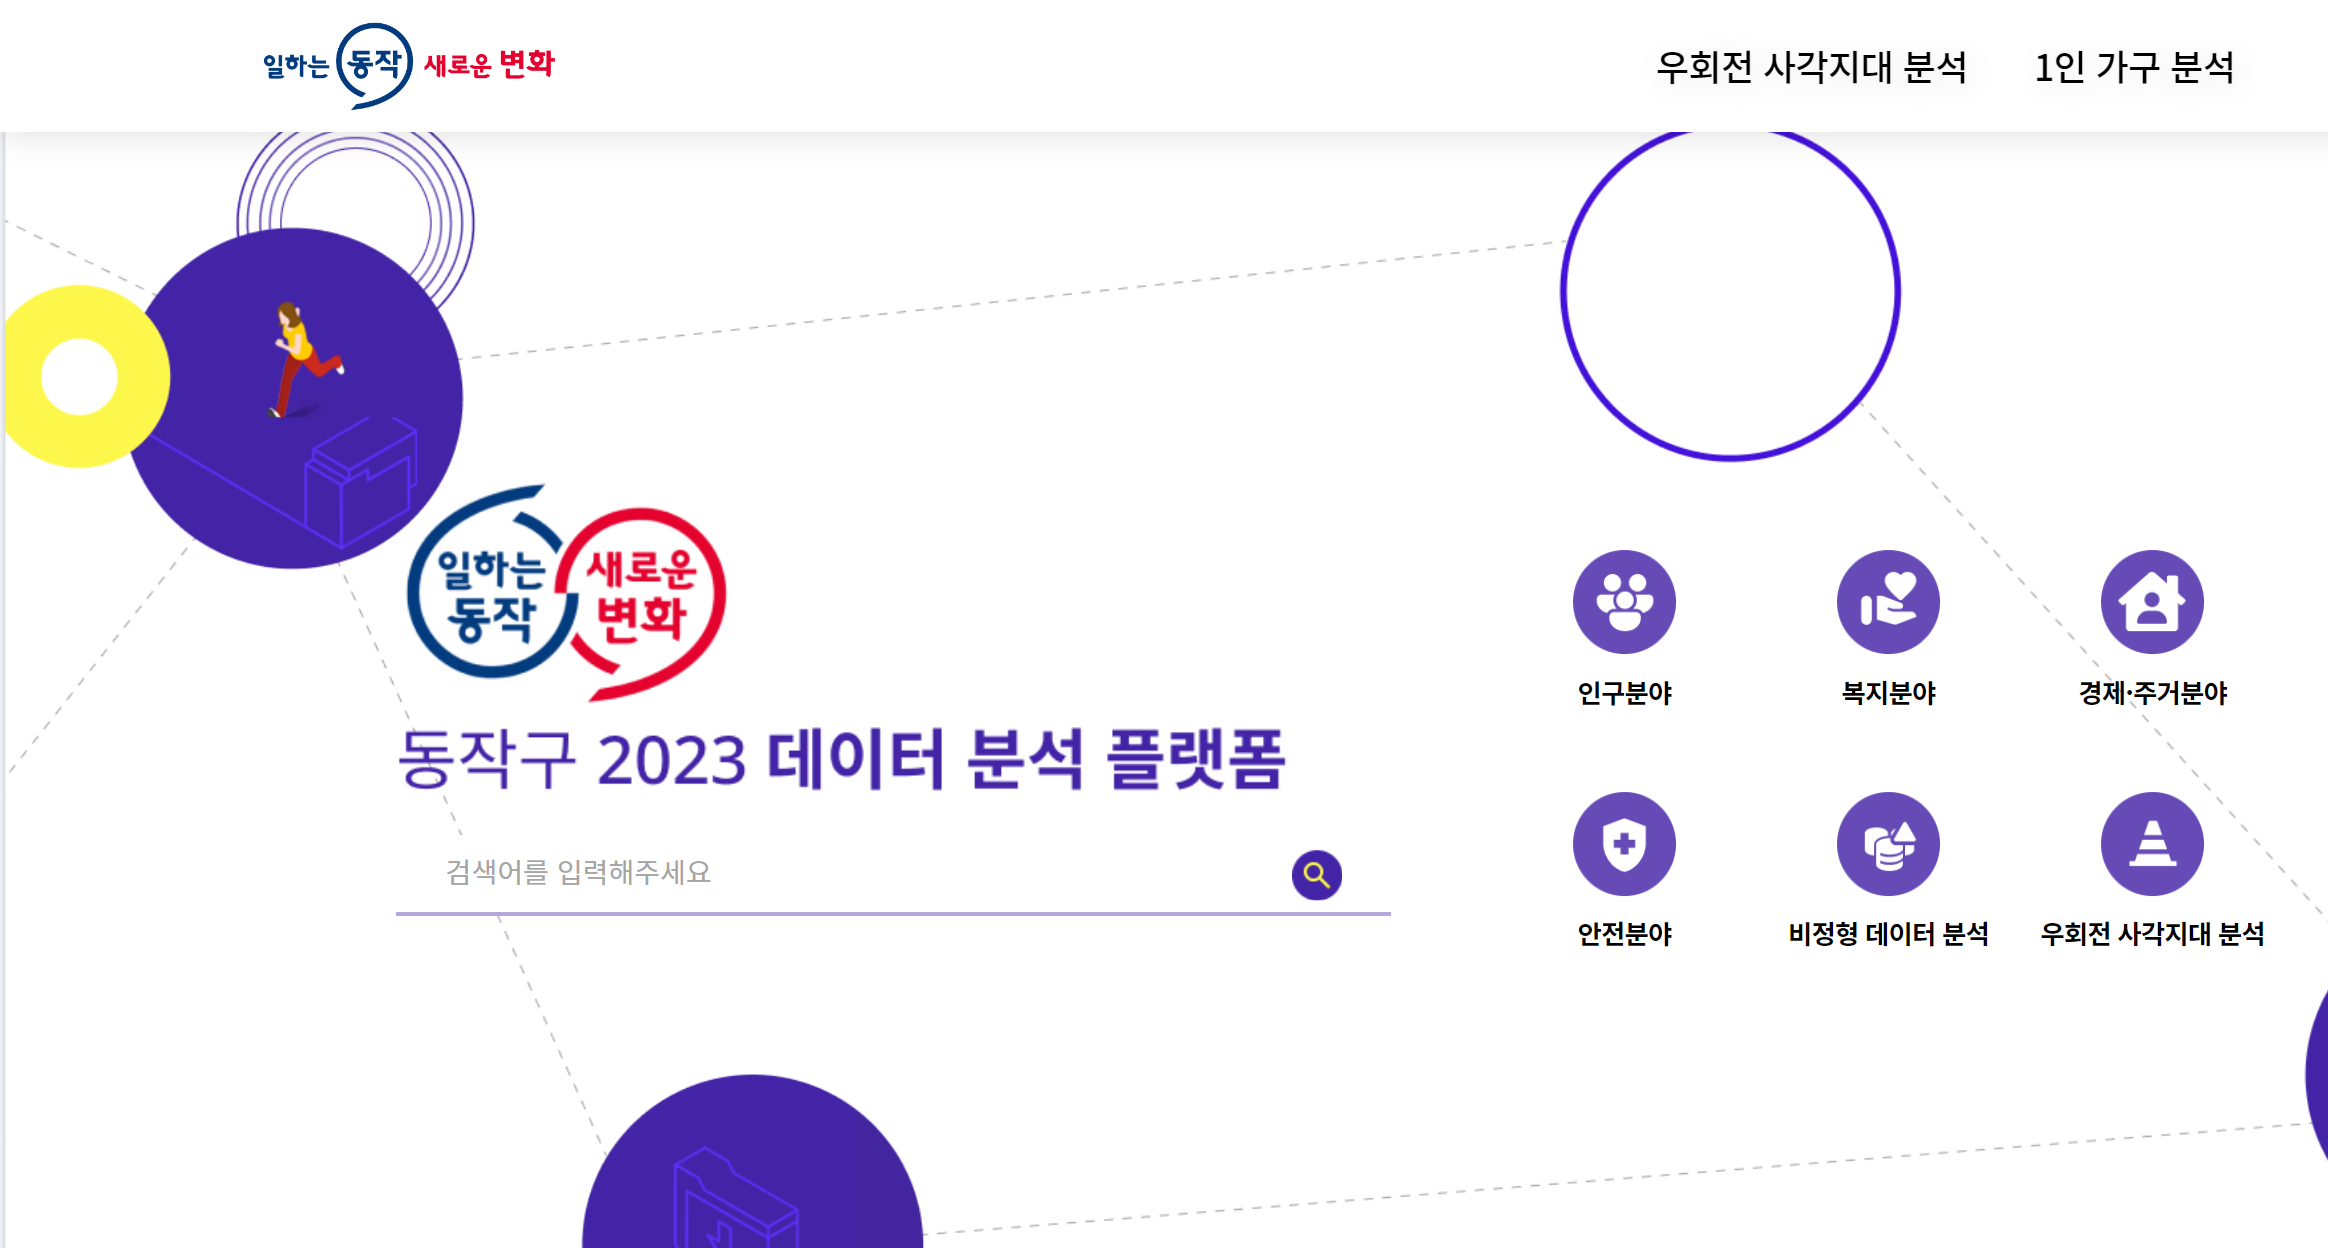 일하는 동작 새로운 변화
우회전 사각지대 분석
1인 가구 분석
일하는 새로운
동작 변화
동작구 2023 데이터 분석 플랫폼
검색어를 입력해주세요
인구분야
복지분야
경제·주거분야
안전분야
비정형 데이터 분석
우회전 사각지대 분석